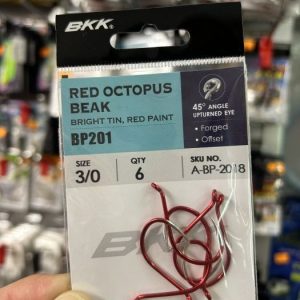 BKK
RED OCTOPUS
BEAK
BRIGHT TIN, RED PAINT
BP201
45° ANGLE
UPTURNED EYE
• Forged
• Offset
SIZE QTY SKU NO.
3/0 6 A-BP-2018
BKK